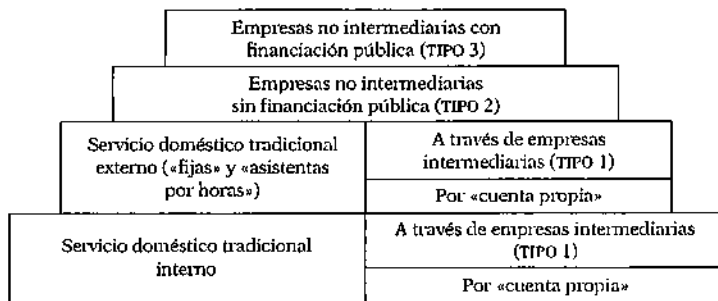 Empresas no intermediarias con
financiación pública (TIPO 3)
Empresas no intermediarias
sin financiación pública (TIPO 2)
Servicio doméstico tradicional
externo («fijas» y «asistentas
por horas»)
A través de empresas
intermediarias (TIPO 1)
Por «cuenta propia»
Servicio doméstico tradicional
interno
A través de empresas intermediarias
(TIPO 1)
Por «cuenta propia»